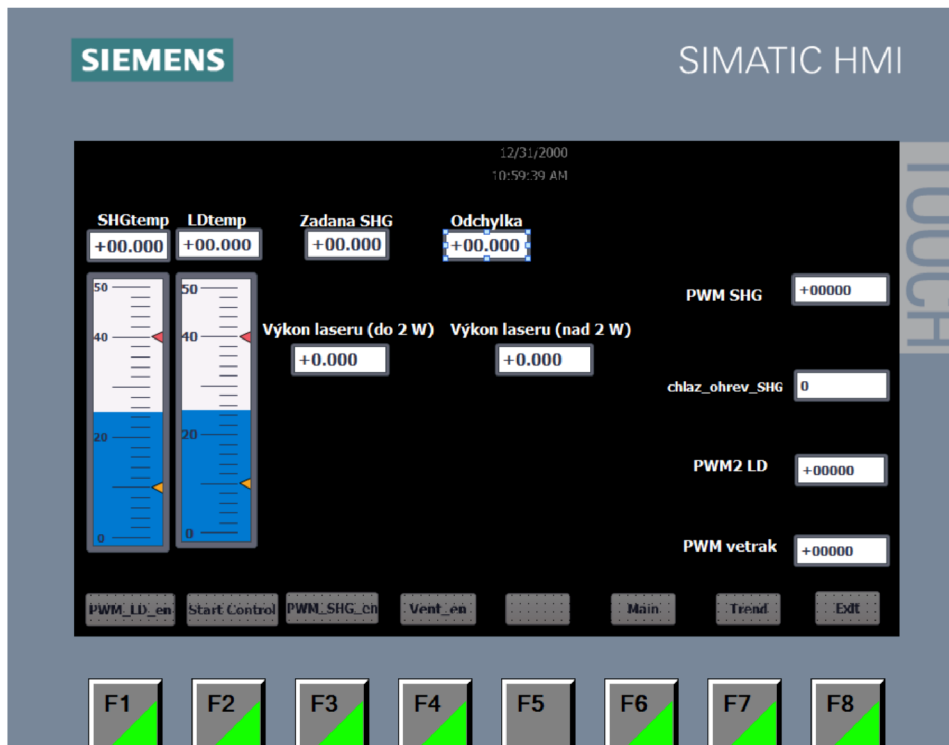 SIEMENS
SIMATIC HMI
TOUCH
12/31/2000
10:59:39 AM
SHGtemp LDtemp Zadana SHG Odchylka
+00.000 +00.000 +00.000 +00.000
50 50
40 40
20 20
0 0
Výkon laseru (do 2 W) Výkon laseru (nad 2 W)
+0.000 +0.000
PWM SHG +00000
chlaz_ohrev_SHG 0
PWM2 LD +00000
PWM vetrak +00000
PWM_LD_en Start Control PWM_SHG_en Vent_en Main Trend Exit
F1 F2 F3 F4 F5 F6 F7 F8